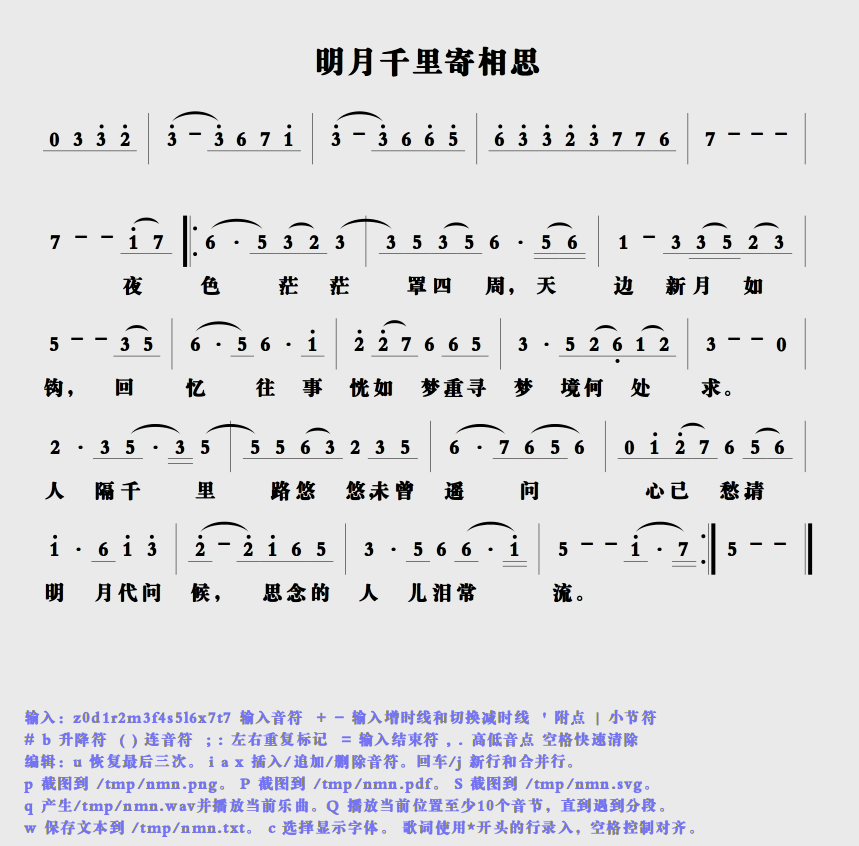 明月千里寄相思
0 3 3 2 | 3 - 3 6 7 1 | 3 - 3 6 6 5 | 6 3 3 2 3 7 7 6 | 7 - - - |
7 - - 1 7 |: 6 · 5 3 2 3 | 3 5 3 5 6 · 5 6 | 1 - 3 3 5 2 3 |
夜 色 茫 茫 罩 四 周, 天 边 新 月 如
5 - - 3 5 | 6 · 5 6 · 1 | 2 2 7 6 6 5 | 3 · 5 2 6 1 2 | 3 - - 0 |
钩, 回 忆 往 事 恍如 梦重寻 梦 境何 处 求。
2 · 3 5 · 3 5 | 5 5 6 3 2 3 5 | 6 · 7 6 5 6 | 0 1 2 7 6 5 6 |
人 隔千 里 路悠 悠未曾 遥 问 心已 愁请
1 · 6 1 3 | 2 - 2 1 6 5 | 3 · 5 6 6 · 1 | 5 - - 1 · 7 :| 5 - - ‖
明 月代问 候, 思念的 人 儿泪常 流。
输入: z0d1r2m3f4s5l6x7t7 输入音符 + - 输入增时线和切换减时线 ' 附点 | 小节符
# b 升降符 ( ) 连音符 ; : 左右重复标记 = 输入结束符 , . 高低音点 空格快速清除
编辑: u 恢复最后三次。 i a x 插入/追加/删除音符。回车/j 新行和合并行。
p 截图到 /tmp/nmn.png。 P 截图到 /tmp/nmn.pdf。 S 截图到 /tmp/nmn.svg。
q 产生/tmp/nmn.wav并播放当前乐曲。Q 播放当前位置至少10个音节, 直到遇到分段。
w 保存文本到 /tmp/nmn.txt。 c 选择显示字体。 歌词使用*开头的行录入, 空格控制对齐。